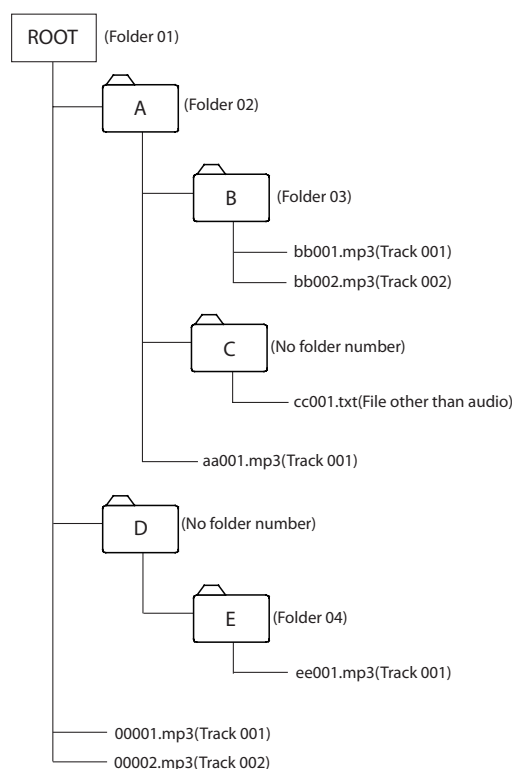 ROOT (Folder 01)
A (Folder 02)
B (Folder 03)
bb001.mp3(Track 001)
bb002.mp3(Track 002)
C (No folder number)
cc001.txt(File other than audio)
aa001.mp3(Track 001)
D (No folder number)
E (Folder 04)
ee001.mp3(Track 001)
00001.mp3(Track 001)
00002.mp3(Track 002)